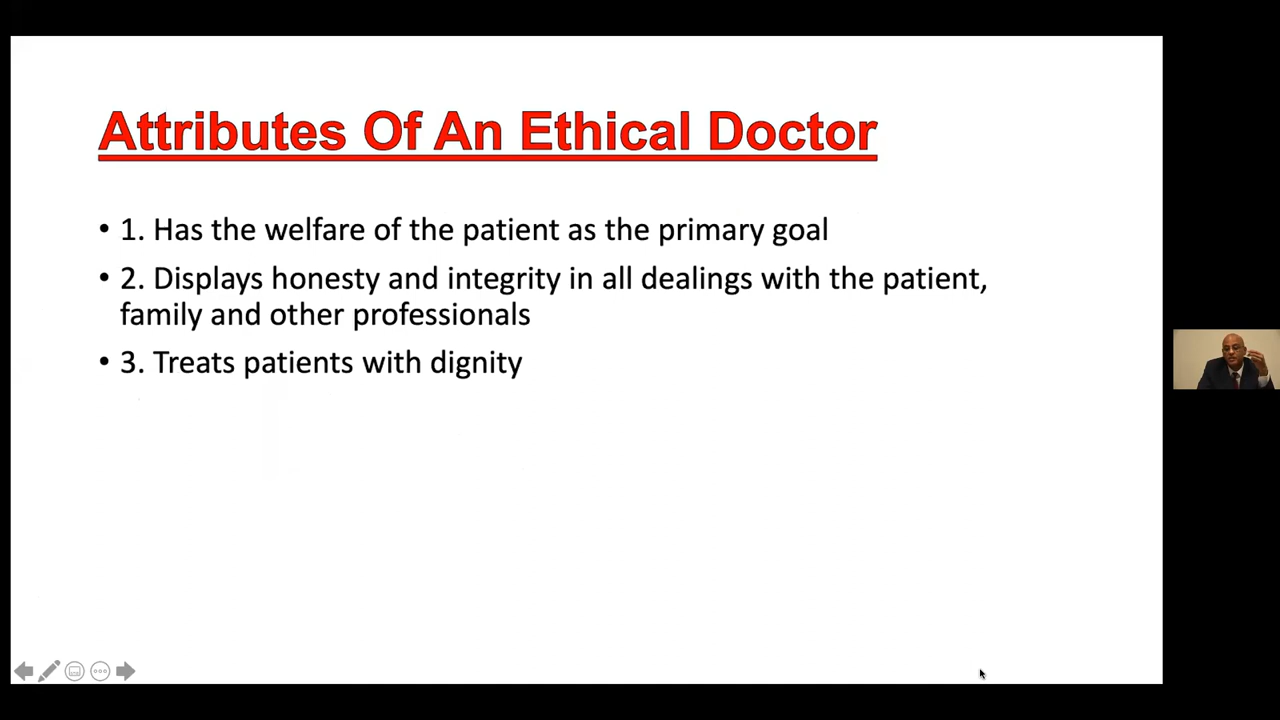 Attributes Of An Ethical Doctor
• 1. Has the welfare of the patient as the primary goal
• 2. Displays honesty and integrity in all dealings with the patient,
family and other professionals
• 3. Treats patients with dignity